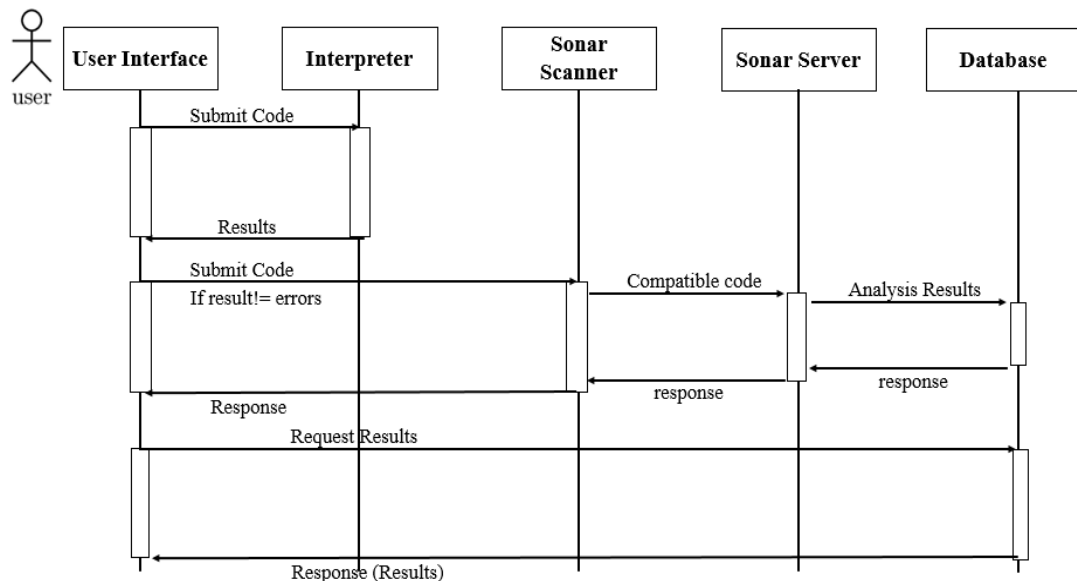 user
User Interface
Interpreter
Sonar
Scanner
Sonar Server
Database
Submit Code
Results
Submit Code
If result!= errors
Compatible code
Analysis Results
response
response
Response
Request Results
Response (Results)